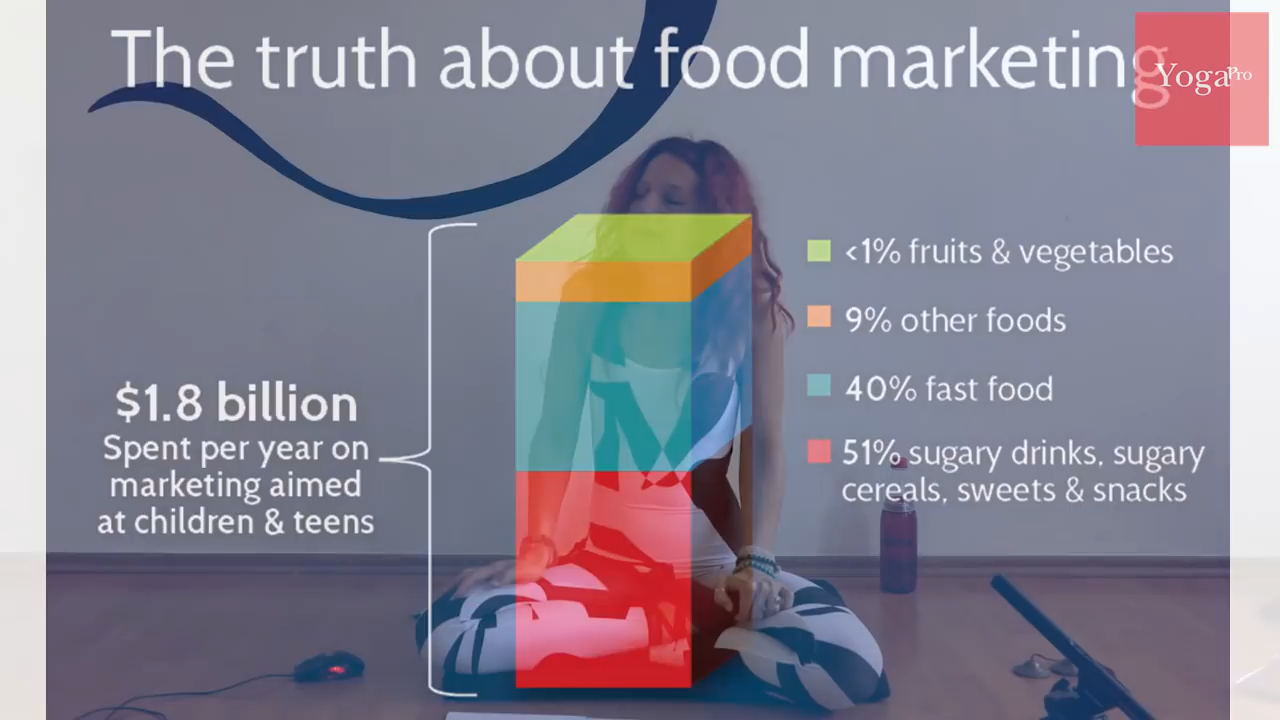 The truth about food marketing
YogaPro
<1% fruits & vegetables
9% other foods
40% fast food
51% sugary drinks, sugary
cereals, sweets & snacks
$1.8 billion
Spent per year on
marketing aimed
at children & teens